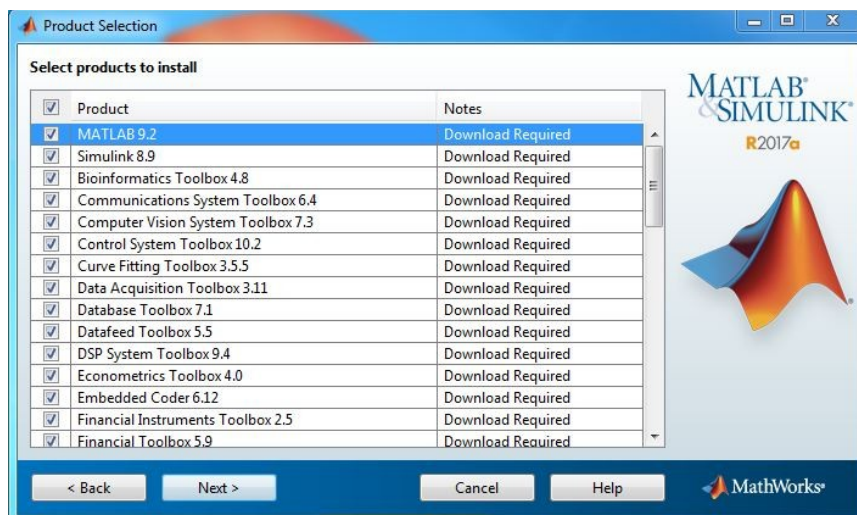 Product Selection
Select products to install
Product Notes
MATLAB 9.2 Download Required
Simulink 8.9 Download Required
Bioinformatics Toolbox 4.8 Download Required
Communications System Toolbox 6.4 Download Required
Computer Vision System Toolbox 7.3 Download Required
Control System Toolbox 10.2 Download Required
Curve Fitting Toolbox 3.5.5 Download Required
Data Acquisition Toolbox 3.11 Download Required
Database Toolbox 7.1 Download Required
Datafeed Toolbox 5.5 Download Required
DSP System Toolbox 9.4 Download Required
Econometrics Toolbox 4.0 Download Required
Embedded Coder 6.12 Download Required
Financial Instruments Toolbox 2.5 Download Required
Financial Toolbox 5.9 Download Required
MATLAB®
&SIMULINK®
R2017a
< Back Next > Cancel Help
MathWorks®